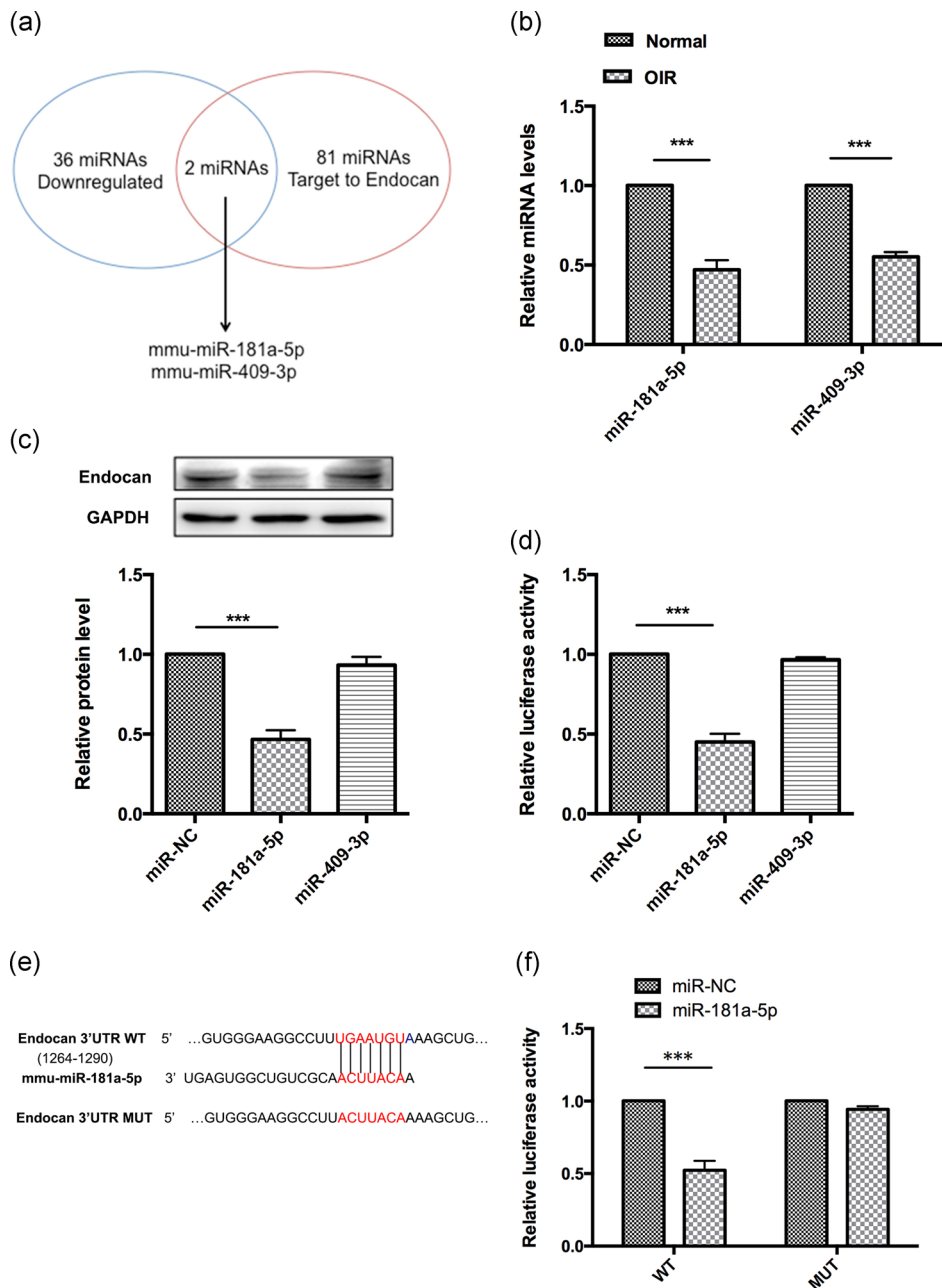 (a)
36 miRNAs
Downregulated
2 miRNAs
81 miRNAs
Target to Endocan
mmu-miR-181a-5p
mmu-miR-409-3p
(b)
Normal
OIR
Relative miRNA levels
1.5
1.0
0.5
0.0
***
***
miR-181a-5p
miR-409-3p
(c)
Endocan
GAPDH
Relative protein level
1.5
1.0
0.5
0.0
***
miR-NC
miR-181a-5p
miR-409-3p
(d)
Relative luciferase activity
1.5
1.0
0.5
0.0
***
miR-NC
miR-181a-5p
miR-409-3p
(e)
Endocan 3'UTR WT 5' ...GUGGGAAGGCCUUUGAAUGUAAAGCUG...
(1264-1290)
mmu-miR-181a-5p 3' UGAGUGGCUGUCGCAACUUACAA
Endocan 3'UTR MUT 5' ...GUGGGAAGGCCUUACUUACAAAAGCUG...
(f)
miR-NC
miR-181a-5p
Relative luciferase activity
1.5
1.0
0.5
0.0
***
WT
MUT